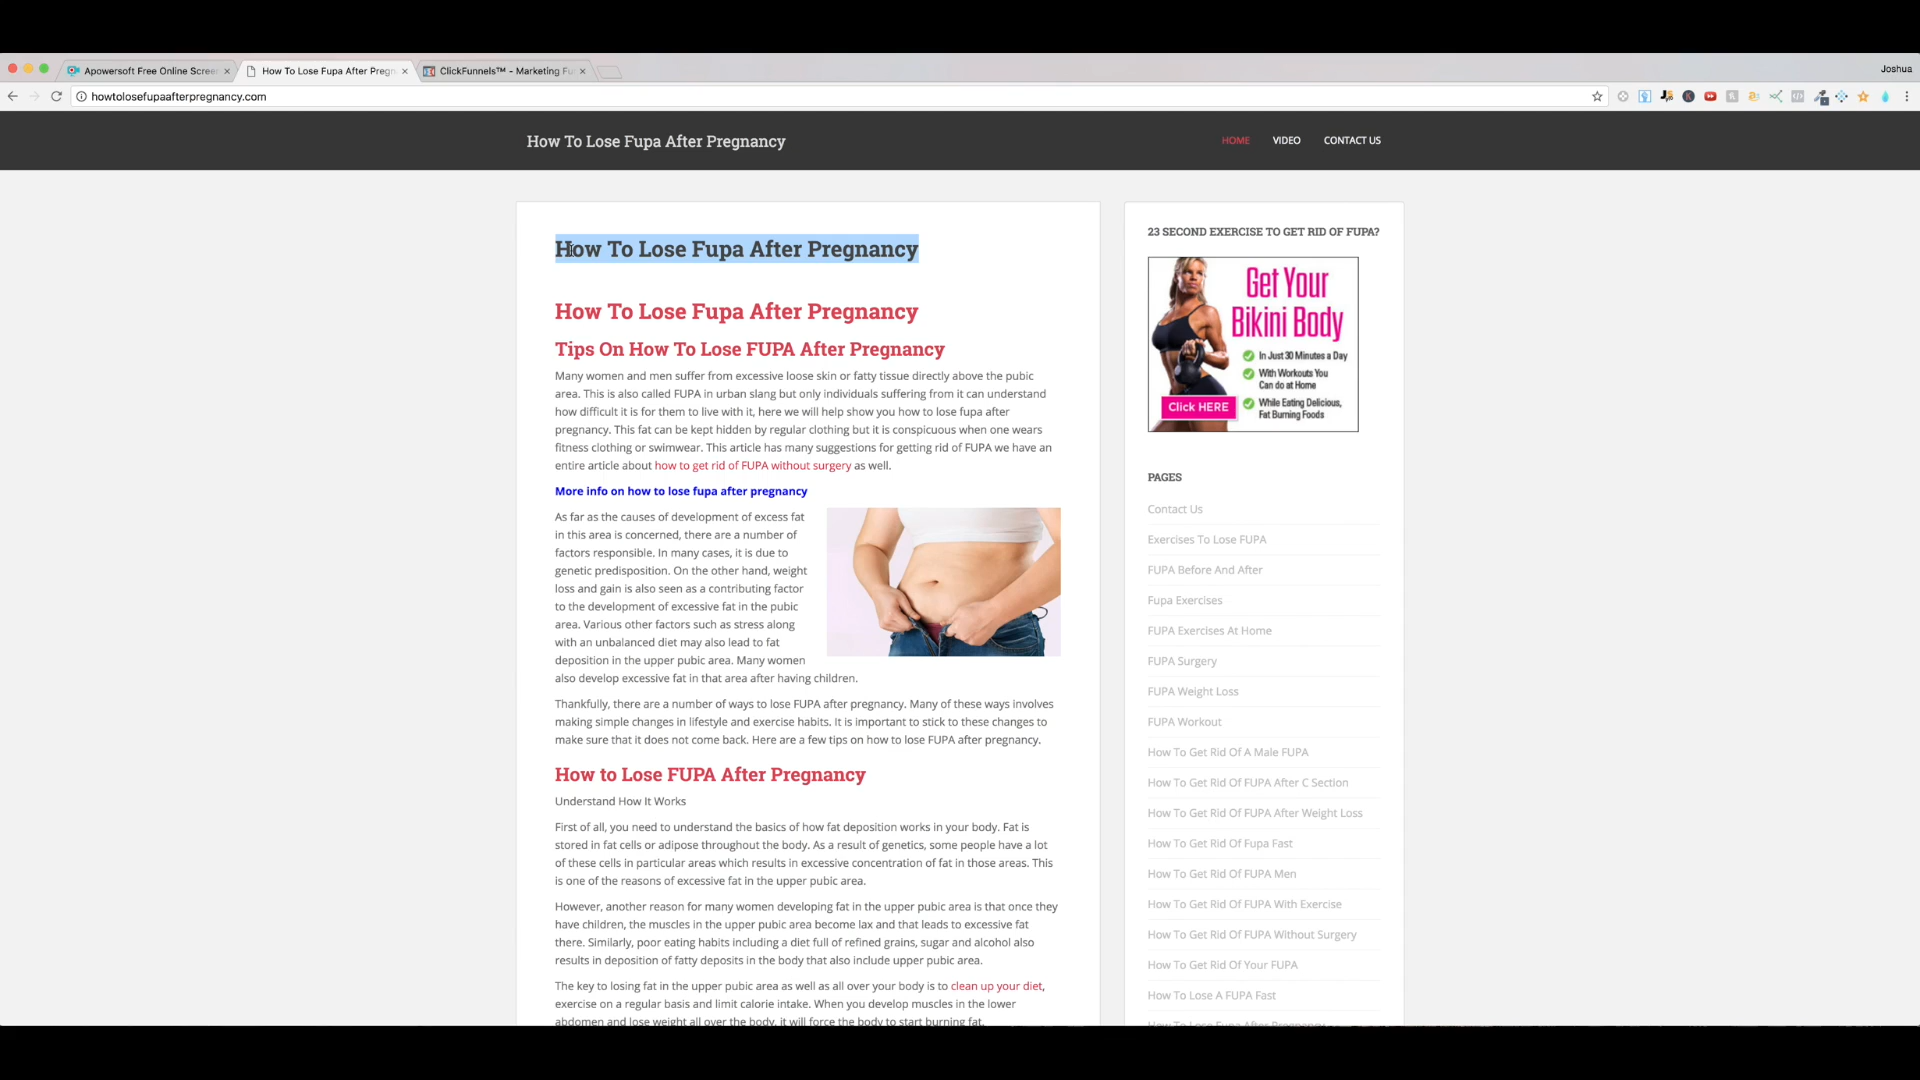 Apowersoft Free Online Screen
How To Lose Fupa After Pregn
ClickFunnels™ - Marketing Fu
Joshua
howtolosefupaafterpregnancy.com
How To Lose Fupa After Pregnancy
HOME
VIDEO
CONTACT US
How To Lose Fupa After Pregnancy
How To Lose Fupa After Pregnancy
Tips On How To Lose FUPA After Pregnancy
Many women and men suffer from excessive loose skin or fatty tissue directly above the pubic
area. This is also called FUPA in urban slang but only individuals suffering from it can understand
how difficult it is for them to live with it, here we will help show you how to lose fupa after
pregnancy. This fat can be kept hidden by regular clothing but it is conspicuous when one wears
fitness clothing or swimwear. This article has many suggestions for getting rid of FUPA we have an
entire article about how to get rid of FUPA without surgery as well.
More info on how to lose fupa after pregnancy
As far as the causes of development of excess fat
in this area is concerned, there are a number of
factors responsible. In many cases, it is due to
genetic predisposition. On the other hand, weight
loss and gain is also seen as a contributing factor
to the development of excessive fat in the pubic
area. Various other factors such as stress along
with an unbalanced diet may also lead to fat
deposition in the upper pubic area. Many women
also develop excessive fat in that area after having children.
Thankfully, there are a number of ways to lose FUPA after pregnancy. Many of these ways involves
making simple changes in lifestyle and exercise habits. It is important to stick to these changes to
make sure that it does not come back. Here are a few tips on how to lose FUPA after pregnancy.
How to Lose FUPA After Pregnancy
Understand How It Works
First of all, you need to understand the basics of how fat deposition works in your body. Fat is
stored in fat cells or adipose throughout the body. As a result of genetics, some people have a lot
of these cells in particular areas which results in excessive concentration of fat in those areas. This
is one of the reasons of excessive fat in the upper pubic area.
However, another reason for many women developing fat in the upper pubic area is that once they
have children, the muscles in the upper pubic area become lax and that leads to excessive fat
there. Similarly, poor eating habits including a diet full of refined grains, sugar and alcohol also
results in deposition of fatty deposits in the body that also include upper pubic area.
The key to losing fat in the upper pubic area as well as all over your body is to clean up your diet,
exercise on a regular basis and limit calorie intake. When you develop muscles in the lower
abdomen and lose weight all over the body, it will force the body to start burning fat.
23 SECOND EXERCISE TO GET RID OF FUPA?
Get Your
Bikini Body
In Just 30 Minutes a Day
With Workouts You
Can do at Home
While Eating Delicious,
Fat Burning Foods
Click HERE
PAGES
Contact Us
Exercises To Lose FUPA
FUPA Before And After
Fupa Exercises
FUPA Exercises At Home
FUPA Surgery
FUPA Weight Loss
FUPA Workout
How To Get Rid Of A Male FUPA
How To Get Rid Of FUPA After C Section
How To Get Rid Of FUPA After Weight Loss
How To Get Rid Of Fupa Fast
How To Get Rid Of FUPA Men
How To Get Rid Of FUPA With Exercise
How To Get Rid Of FUPA Without Surgery
How To Get Rid Of Your FUPA
How To Lose A FUPA Fast
How To Lose Fupa After Pregnancy